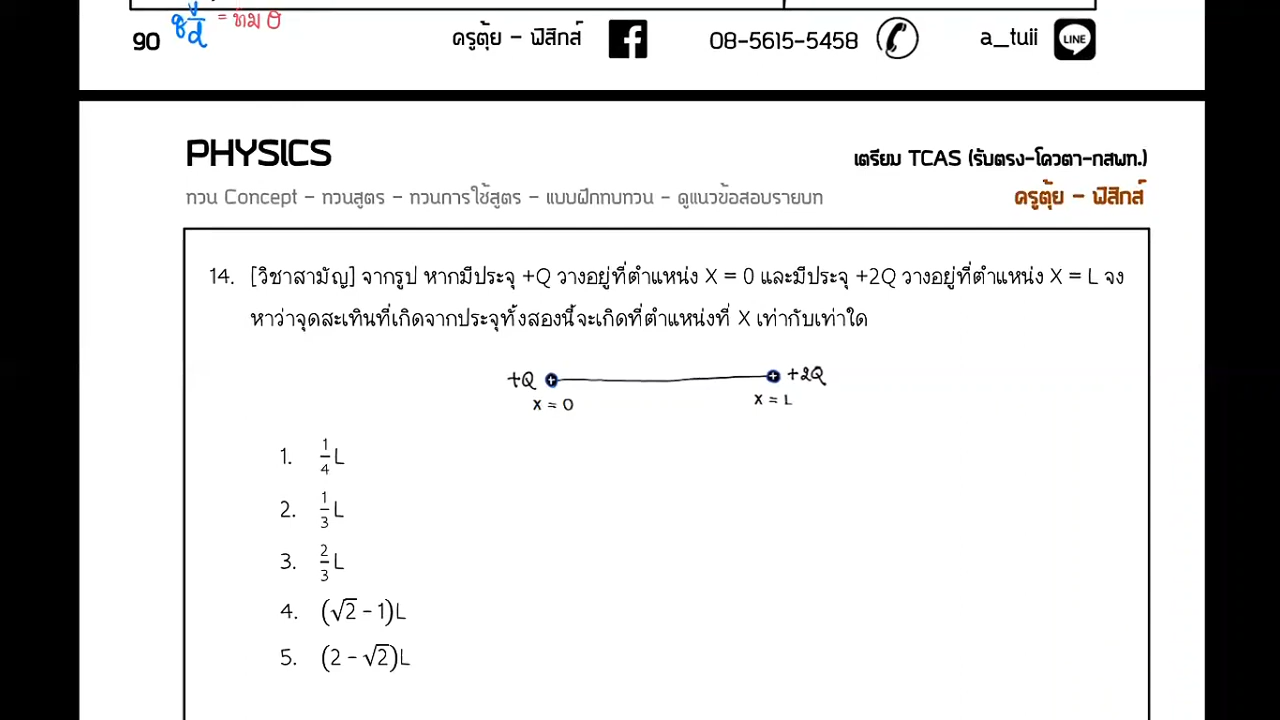 8 y/d = ทม θ
90 ครูตุ้ย - ฟิสิกส์ 08-5615-5458 a_tuii LINE
PHYSICS เตรียม TCAS (รับตรง-โควตา-กสพท.)
ทวน Concept - ทวนสูตร - ทวนการใช้สูตร - แบบฝึกทบทวน - ดูแนวข้อสอบรายบท ครูตุ้ย - ฟิสิกส์
14. [วิชาสามัญ] จากรูป หากมีประจุ +Q วางอยู่ที่ตำแหน่ง X = 0 และมีประจุ +2Q วางอยู่ที่ตำแหน่ง X = L จง
หาว่าจุดสะเทินที่เกิดจากประจุทั้งสองนี้จะเกิดที่ตำแหน่งที่ X เท่ากับเท่าใด
+Q + + +2Q
X = 0 X = L
1. 1/4 L
2. 1/3 L
3. 2/3 L
4. (√2 - 1)L
5. (2 - √2)L